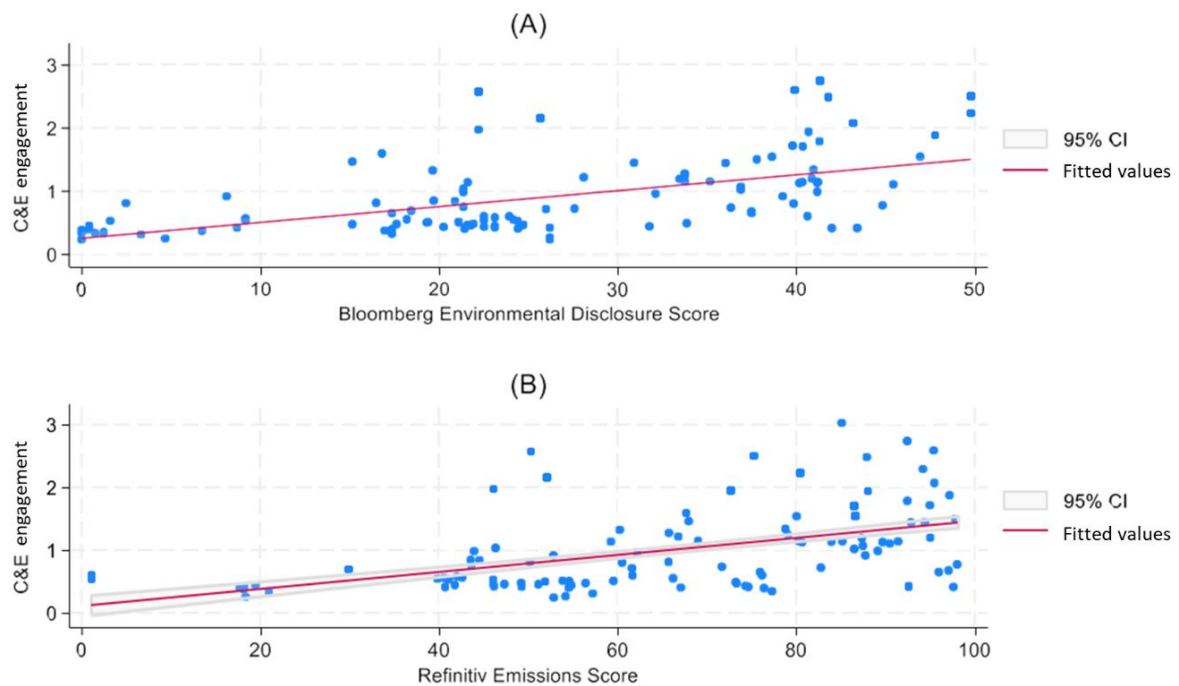 (A)
3
2
1
0
C&E engagement
0 10 20 30 40 50
Bloomberg Environmental Disclosure Score
95% CI
Fitted values
(B)
3
2
1
0
C&E engagement
0 20 40 60 80 100
Refinitiv Emissions Score
95% CI
Fitted values